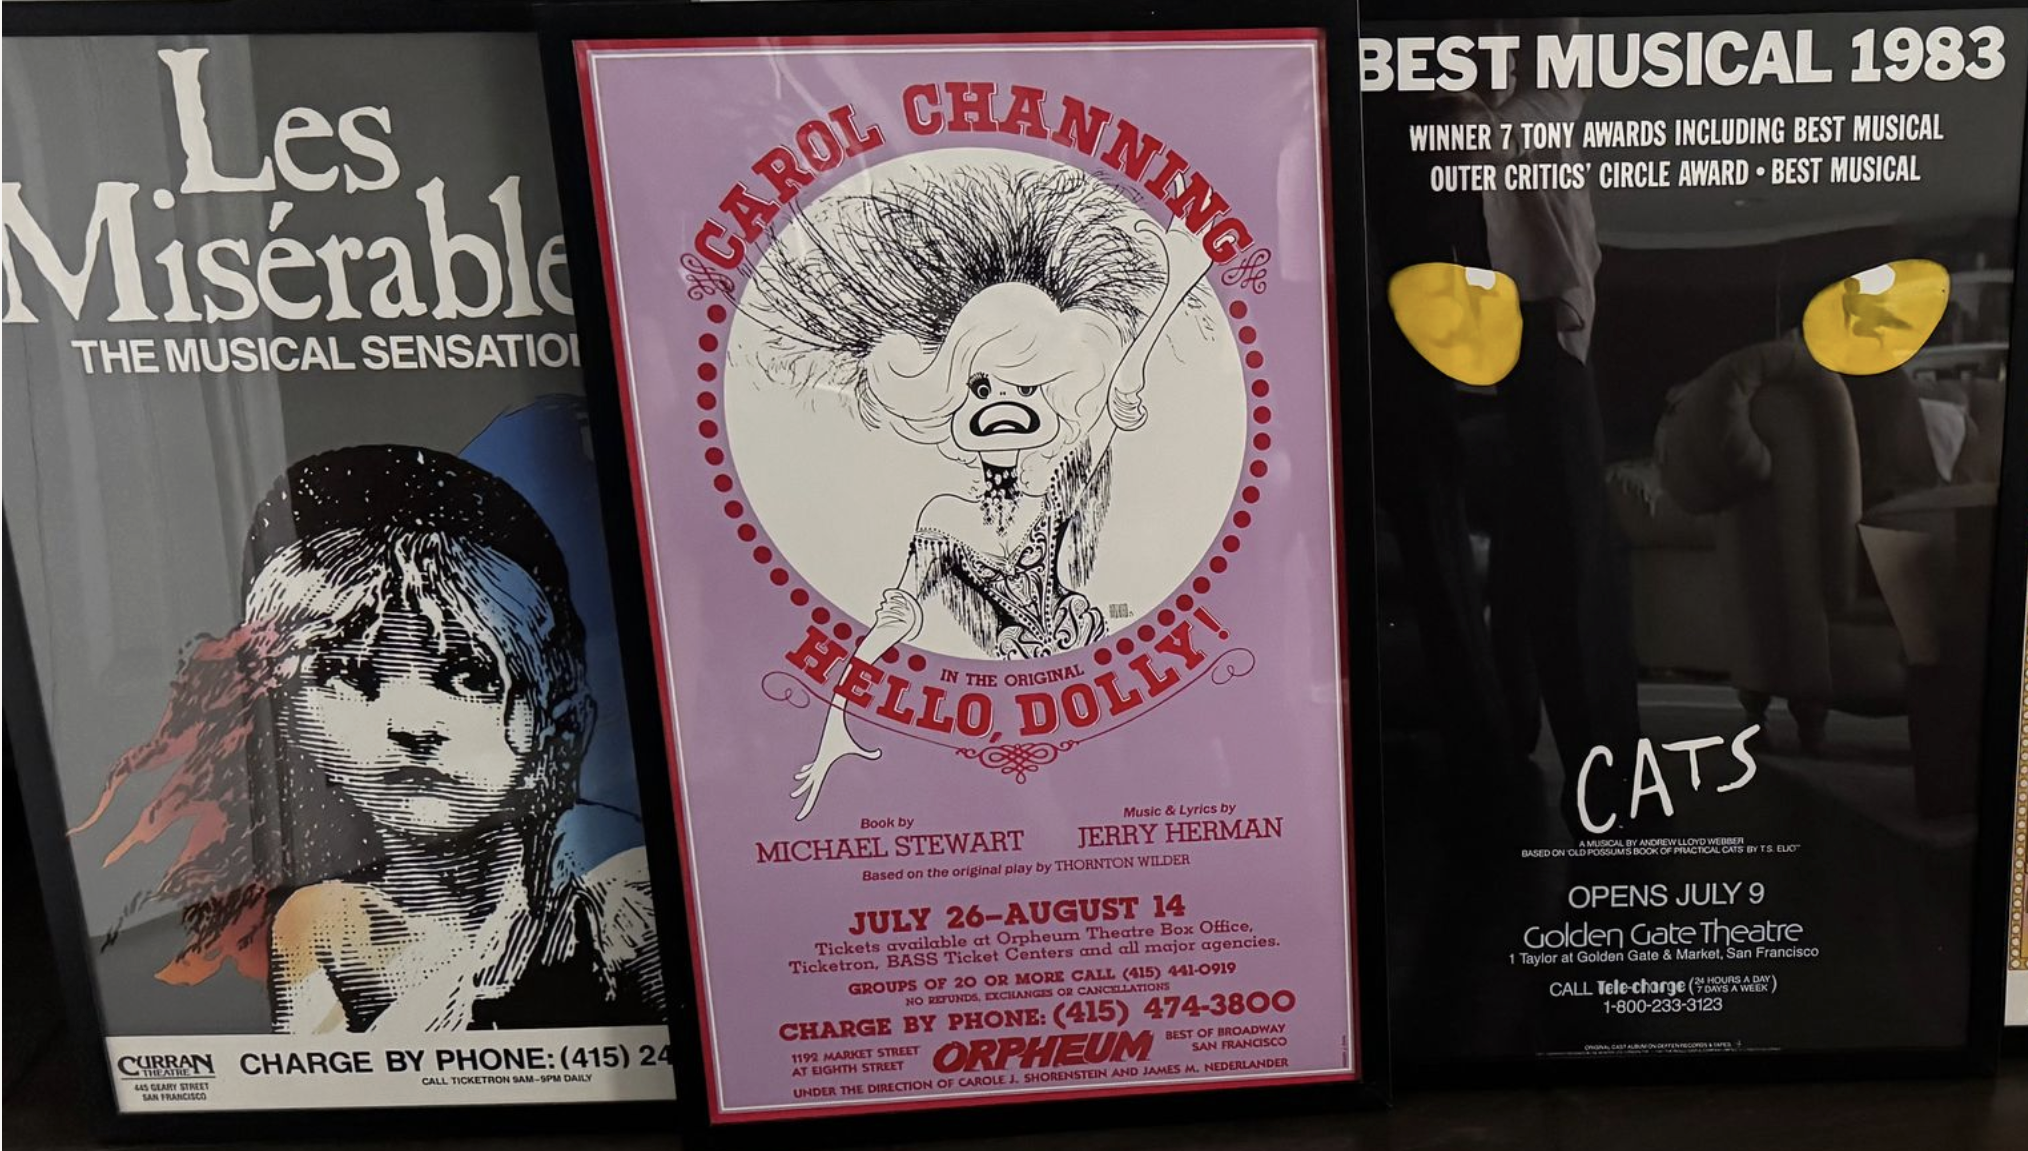 Les
Misérable
THE MUSICAL SENSATIO
CURRAN
THEATRE
445 GEARY STREET
SAN FRANCISCO
CHARGE BY PHONE: (415) 24
CALL TICKETRON 9AM-9PM DAILY
CAROL CHANNING
IN THE ORIGINAL
HELLO, DOLLY!
Book by
MICHAEL STEWART
Music & Lyrics by
JERRY HERMAN
Based on the original play by THORNTON WILDER
JULY 26–AUGUST 14
Tickets available at Orpheum Theatre Box Office,
Ticketron, BASS Ticket Centers and all major agencies.
GROUPS OF 20 OR MORE CALL (415) 441-0919
NO REFUNDS, EXCHANGES OR CANCELLATIONS
CHARGE BY PHONE: (415) 474-3800
1192 MARKET STREET
AT EIGHTH STREET
ORPHEUM
BEST OF BROADWAY
SAN FRANCISCO
UNDER THE DIRECTION OF CAROLE J. SHORENSTEIN AND JAMES M. NEDERLANDER
BEST MUSICAL 1983
WINNER 7 TONY AWARDS INCLUDING BEST MUSICAL
OUTER CRITICS' CIRCLE AWARD • BEST MUSICAL
CATS
A MUSICAL BY ANDREW LLOYD WEBBER
BASED ON 'OLD POSSUM'S BOOK OF PRACTICAL CATS' BY T.S. ELIOT
OPENS JULY 9
Golden Gate Theatre
1 Taylor at Golden Gate & Market, San Francisco
CALL Tele-charge (24 HOURS A DAY
7 DAYS A WEEK)
1-800-233-3123
ORIGINAL CAST ALBUM ON GEFFEN RECORDS & TAPES